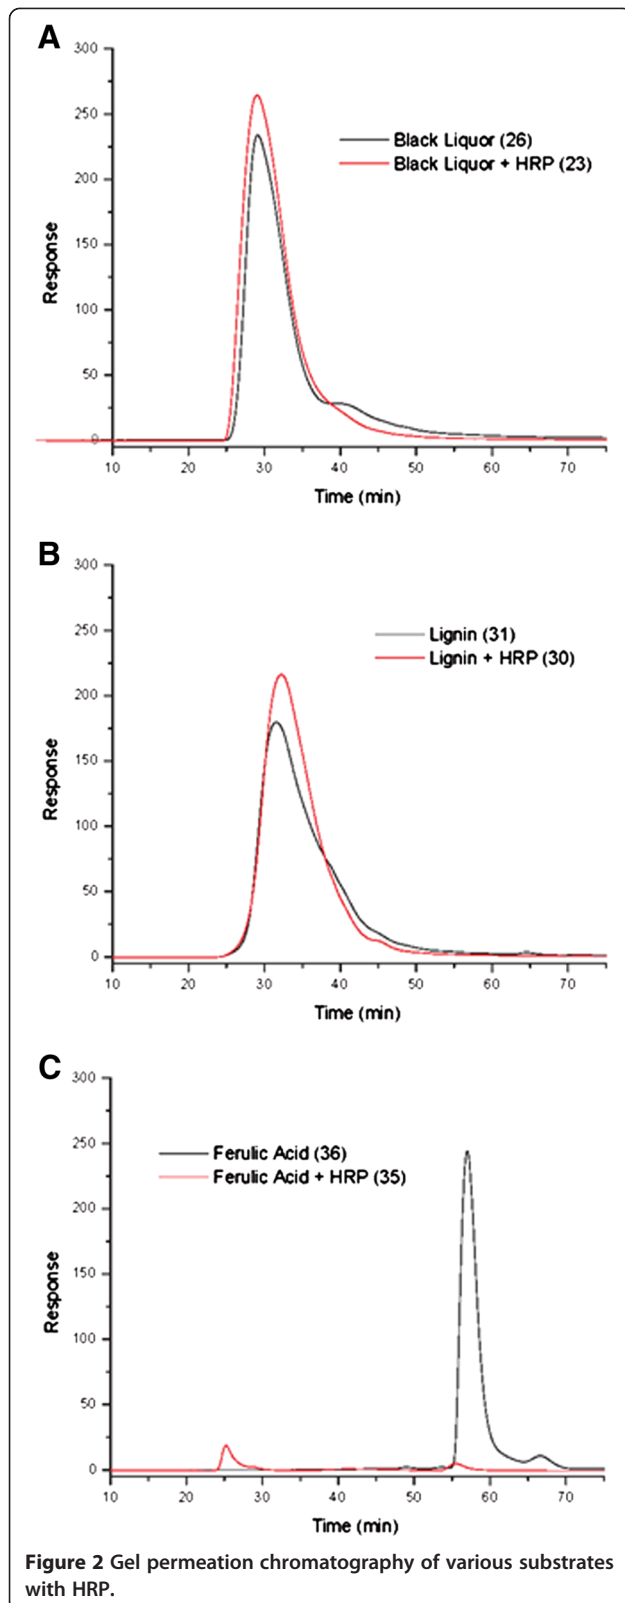 A
300
250
200
150
100
50
0
Response
Black Liquor (26)
Black Liquor + HRP (23)
10 20 30 40 50 60 70
Time (min)
B
300
250
200
150
100
50
0
Response
Lignin (31)
Lignin + HRP (30)
10 20 30 40 50 60 70
Time (min)
C
300
250
200
150
100
50
0
Response
Ferulic Acid (36)
Ferulic Acid + HRP (35)
10 20 30 40 50 60 70
Time (min)
Figure 2 Gel permeation chromatography of various substrates
with HRP.